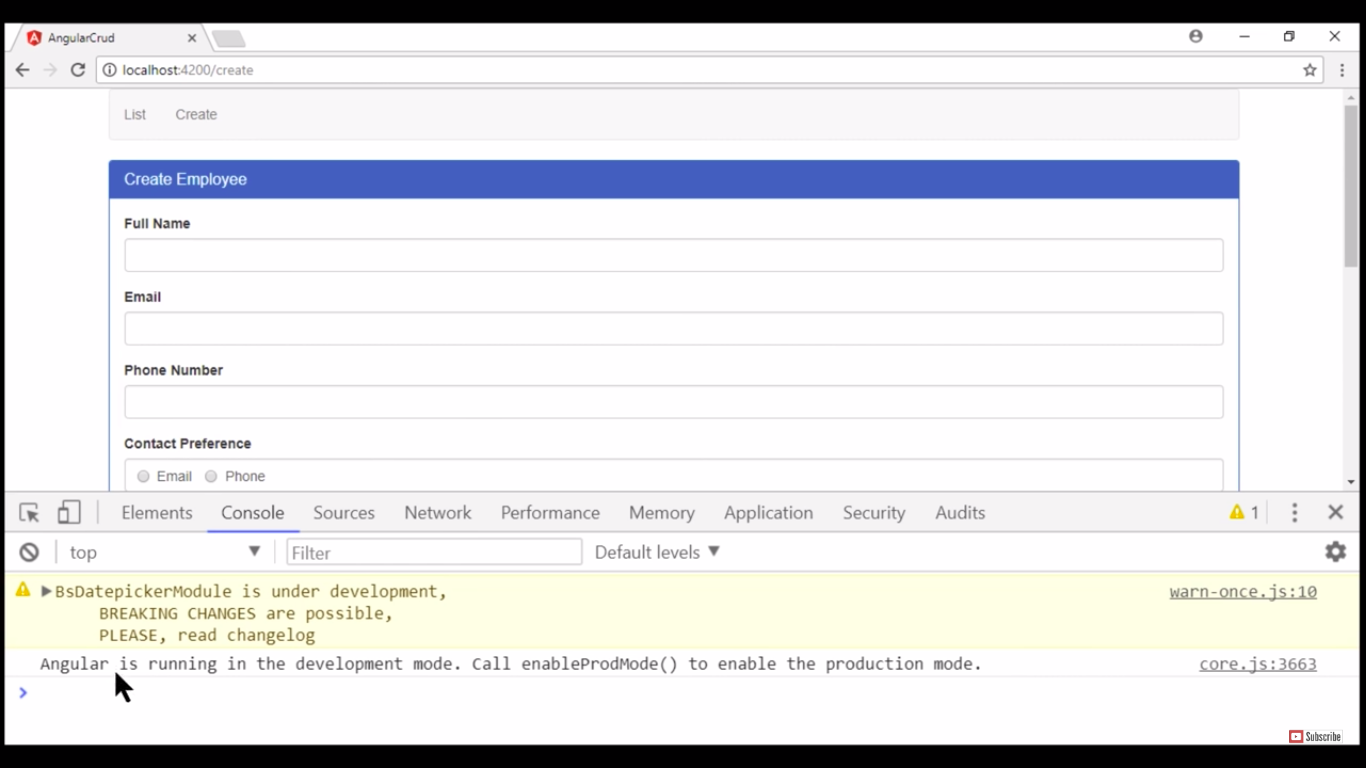 AngularCrud
localhost:4200/create
List Create
Create Employee
Full Name
Email
Phone Number
Contact Preference
Email Phone
Elements Console Sources Network Performance Memory Application Security Audits 1
top Filter Default levels
BsDatepickerModule is under development, warn-once.js:10
BREAKING CHANGES are possible,
PLEASE, read changelog
Angular is running in the development mode. Call enableProdMode() to enable the production mode. core.js:3663
Subscribe